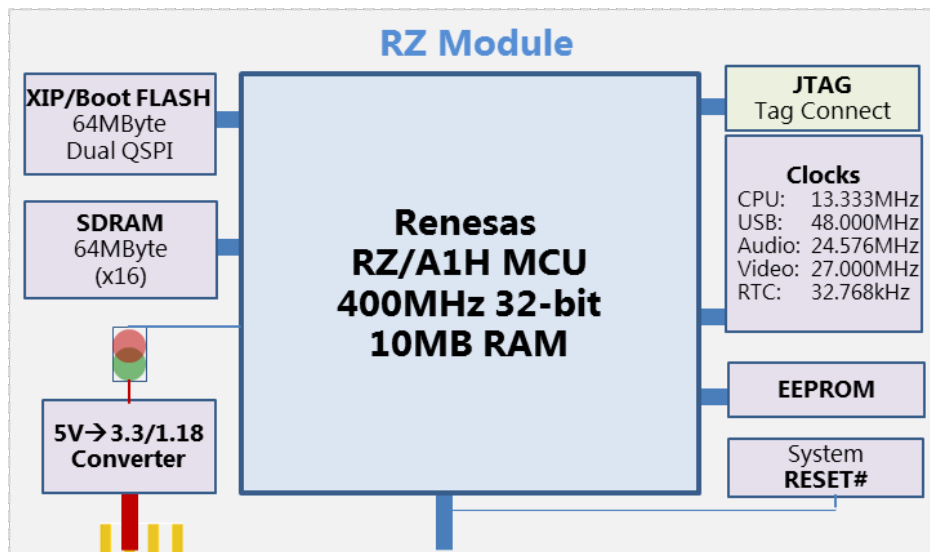 RZ Module
XIP/Boot FLASH
64MByte
Dual QSPI
SDRAM
64MByte
(x16)
5V→3.3/1.18
Converter
Renesas
RZ/A1H MCU
400MHz 32-bit
10MB RAM
JTAG
Tag Connect
Clocks
CPU: 13.333MHz
USB: 48.000MHz
Audio: 24.576MHz
Video: 27.000MHz
RTC: 32.768kHz
EEPROM
System
RESET#